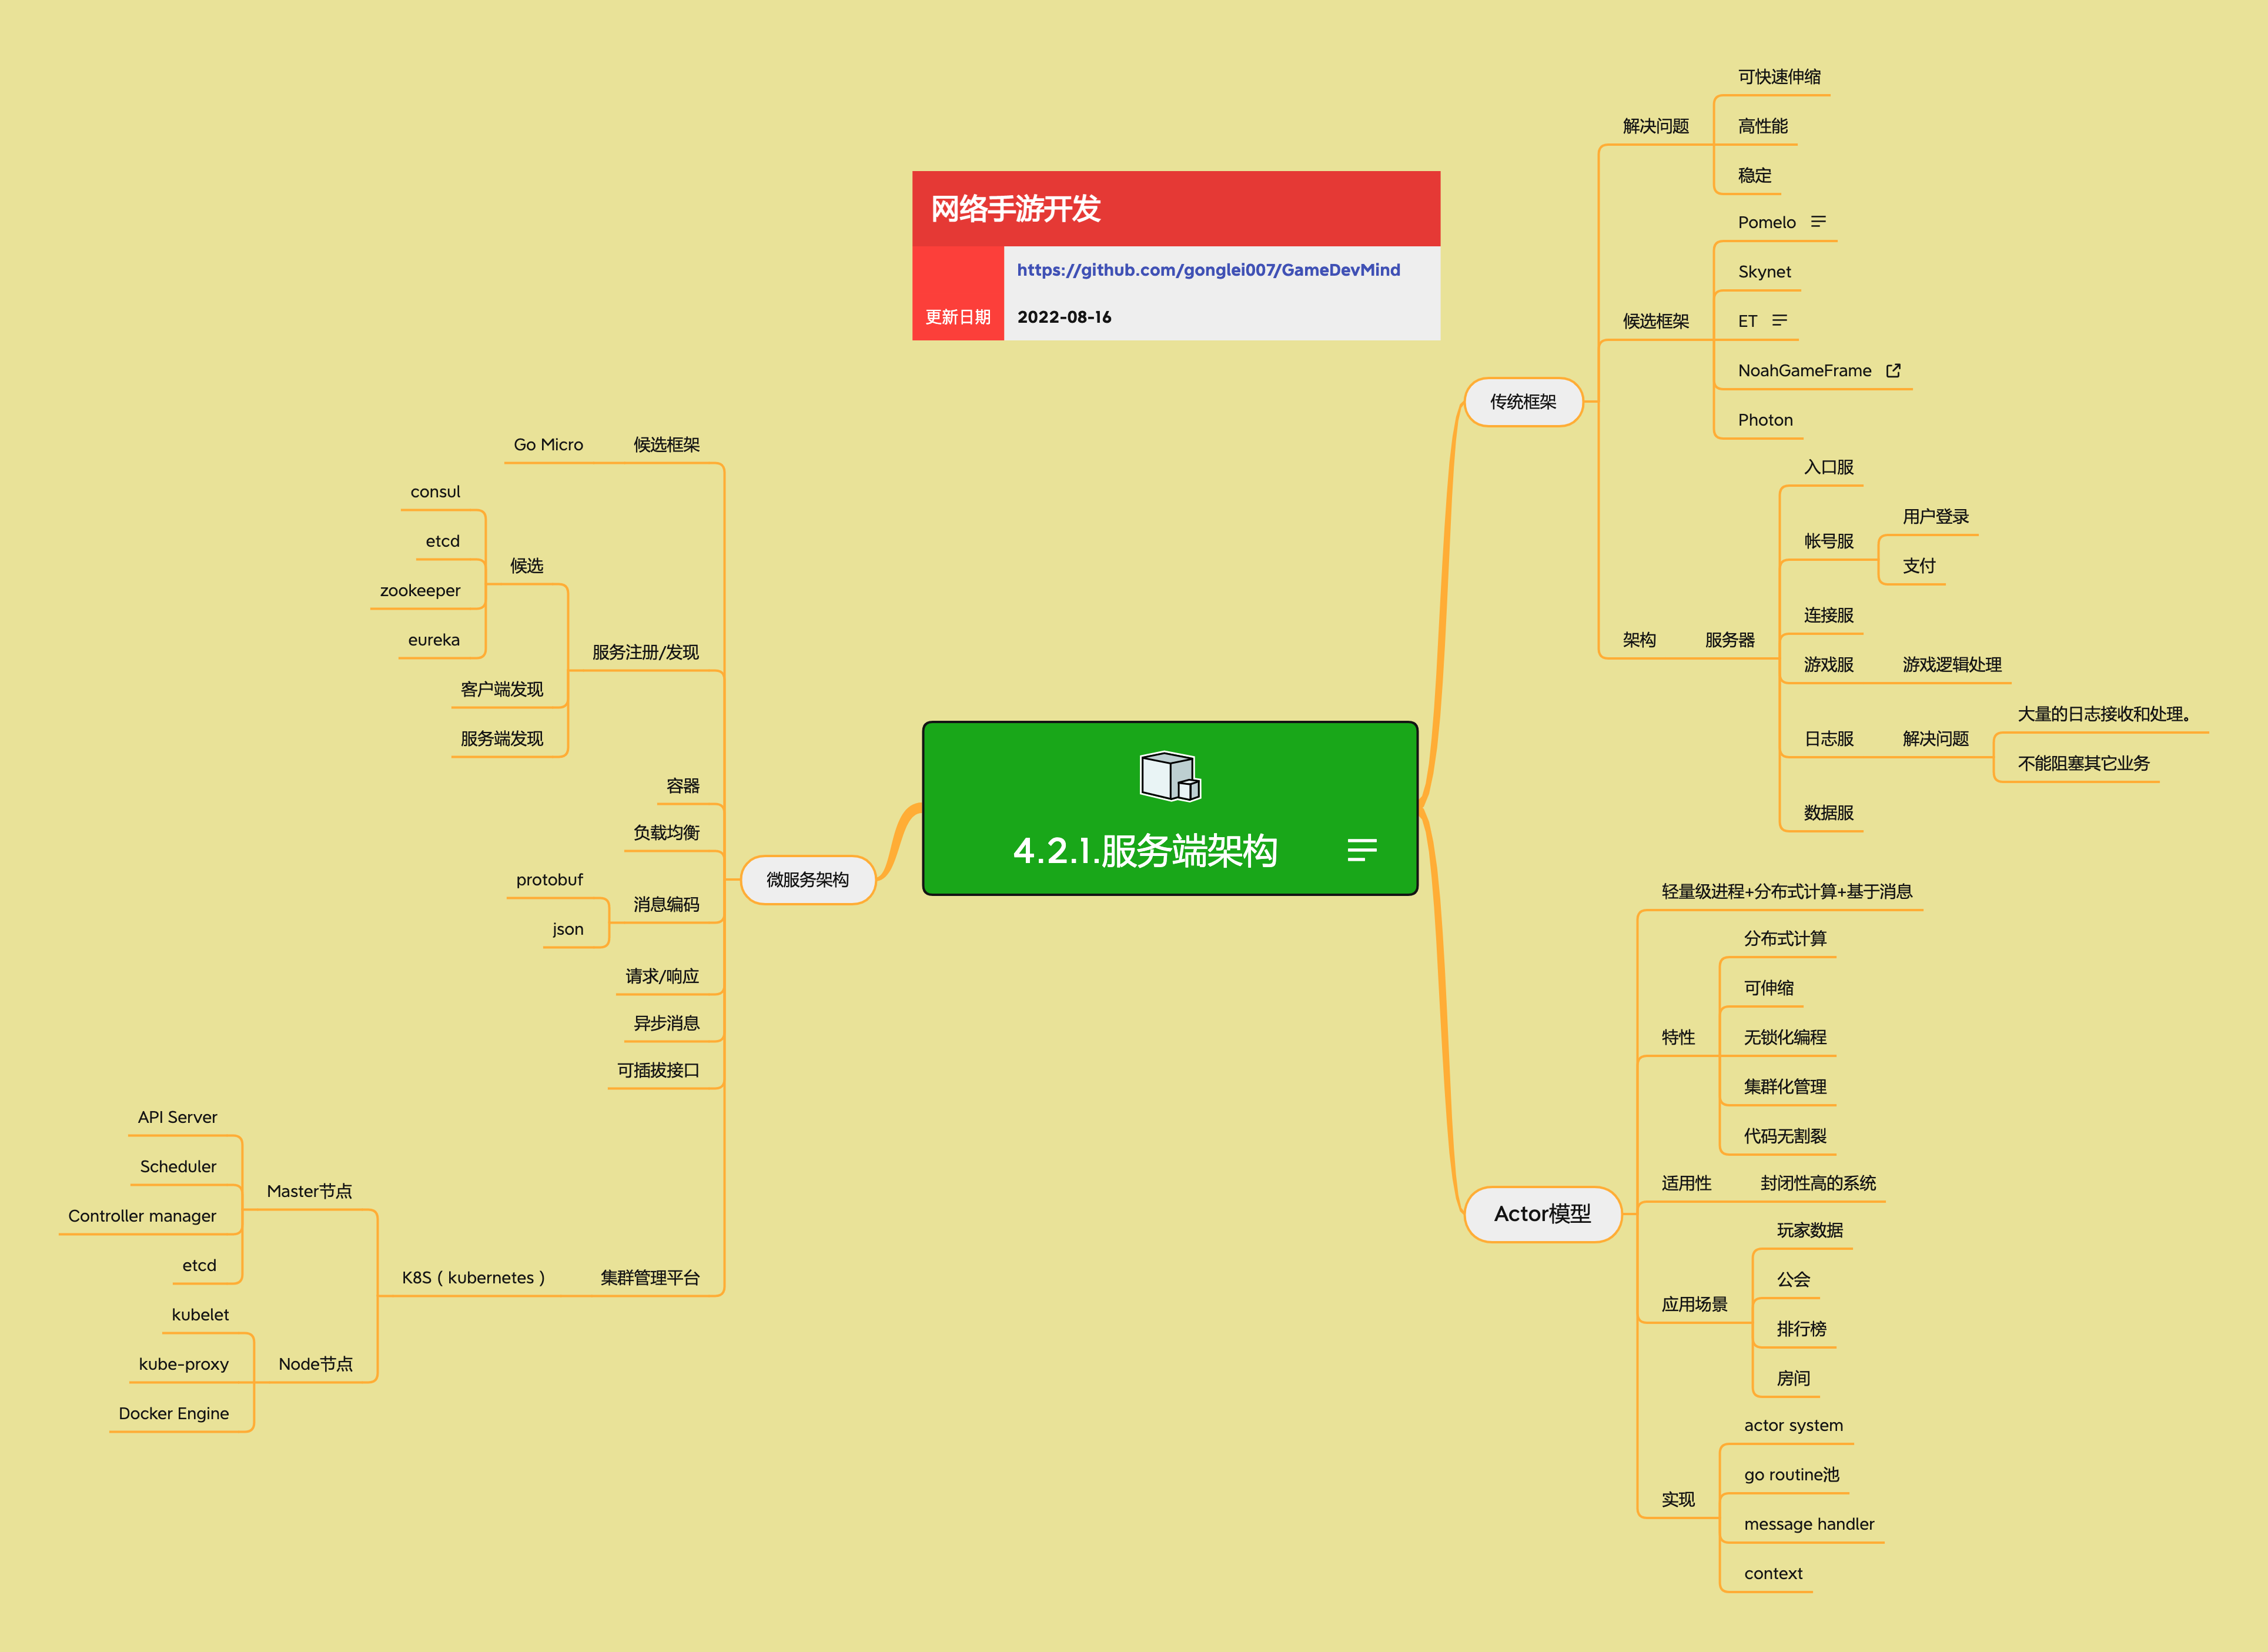 网络手游开发
https://github.com/gonglei007/GameDevMind
更新日期
2022-08-16
4.2.1.服务端架构
传统框架
解决问题
可快速伸缩
高性能
稳定
候选框架
Pomelo
Skynet
ET
NoahGameFrame
Photon
架构
服务器
入口服
帐号服
用户登录
支付
连接服
游戏服
游戏逻辑处理
日志服
解决问题
大量的日志接收和处理。
不能阻塞其它业务
数据服
Actor模型
轻量级进程+分布式计算+基于消息
特性
分布式计算
可伸缩
无锁化编程
集群化管理
代码无割裂
适用性
封闭性高的系统
应用场景
玩家数据
公会
排行榜
房间
实现
actor system
go routine池
message handler
context
微服务架构
候选框架
Go Micro
服务注册/发现
候选
consul
etcd
zookeeper
eureka
客户端发现
服务端发现
容器
负载均衡
消息编码
protobuf
json
请求/响应
异步消息
可插拔接口
集群管理平台
K8S ( kubernetes )
Master节点
API Server
Scheduler
Controller manager
etcd
Node节点
kubelet
kube-proxy
Docker Engine